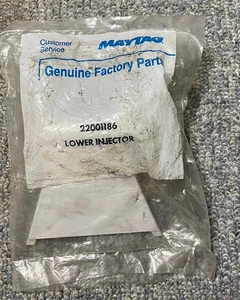 Customer
Service
MAYTAG
Genuine Factory Parts
22001186
LOWER INJECTOR